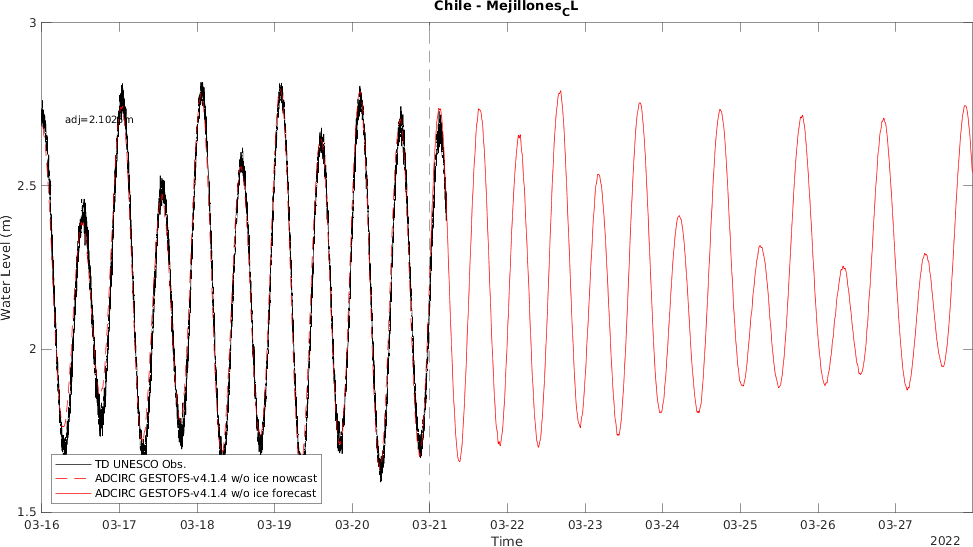 Chile - Mejillones_CL
3
adj=2.1025m
2.5
Water Level (m)
2
TD UNESCO Obs.
ADCIRC GESTOFS-v4.1.4 w/o ice nowcast
ADCIRC GESTOFS-v4.1.4 w/o ice forecast
1.5
03-16 03-17 03-18 03-19 03-20 03-21 03-22 03-23 03-24 03-25 03-26 03-27
Time
2022